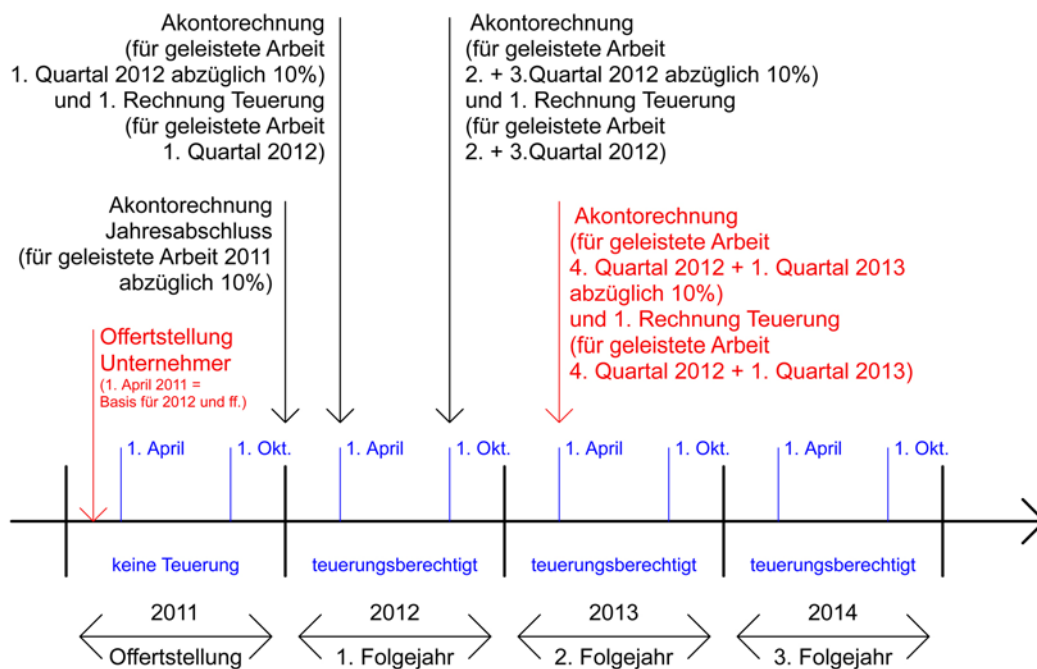 Akontorechnung
(für geleistete Arbeit
1. Quartal 2012 abzüglich 10%)
und 1. Rechnung Teuerung
(für geleistete Arbeit
1. Quartal 2012)
Akontorechnung
(für geleistete Arbeit
2. + 3.Quartal 2012 abzüglich 10%)
und 1. Rechnung Teuerung
(für geleistete Arbeit
2. + 3.Quartal 2012)
Akontorechnung
Jahresabschluss
(für geleistete Arbeit 2011
abzüglich 10%)
Akontorechnung
(für geleistete Arbeit
4. Quartal 2012 + 1. Quartal 2013
abzüglich 10%)
und 1. Rechnung Teuerung
(für geleistete Arbeit
4. Quartal 2012 + 1. Quartal 2013)
Offertstellung
Unternehmer
(1. April 2011 =
Basis für 2012 und ff.)
1. April 1. Okt. 1. April 1. Okt. 1. April 1. Okt. 1. April 1. Okt.
keine Teuerung teuerungsberechtigt teuerungsberechtigt teuerungsberechtigt
2011 2012 2013 2014
Offertstellung 1. Folgejahr 2. Folgejahr 3. Folgejahr